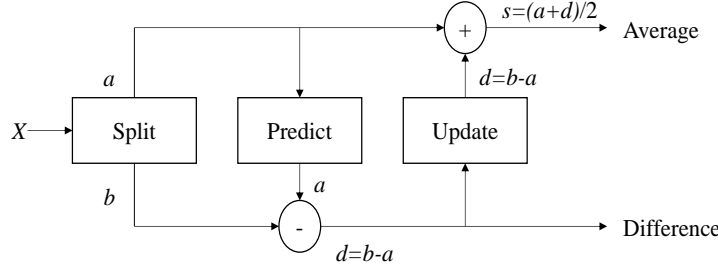 s=(a+d)/2
+
Average
a
d=b-a
X
Split
Predict
Update
b
a
-
Difference
d=b-a